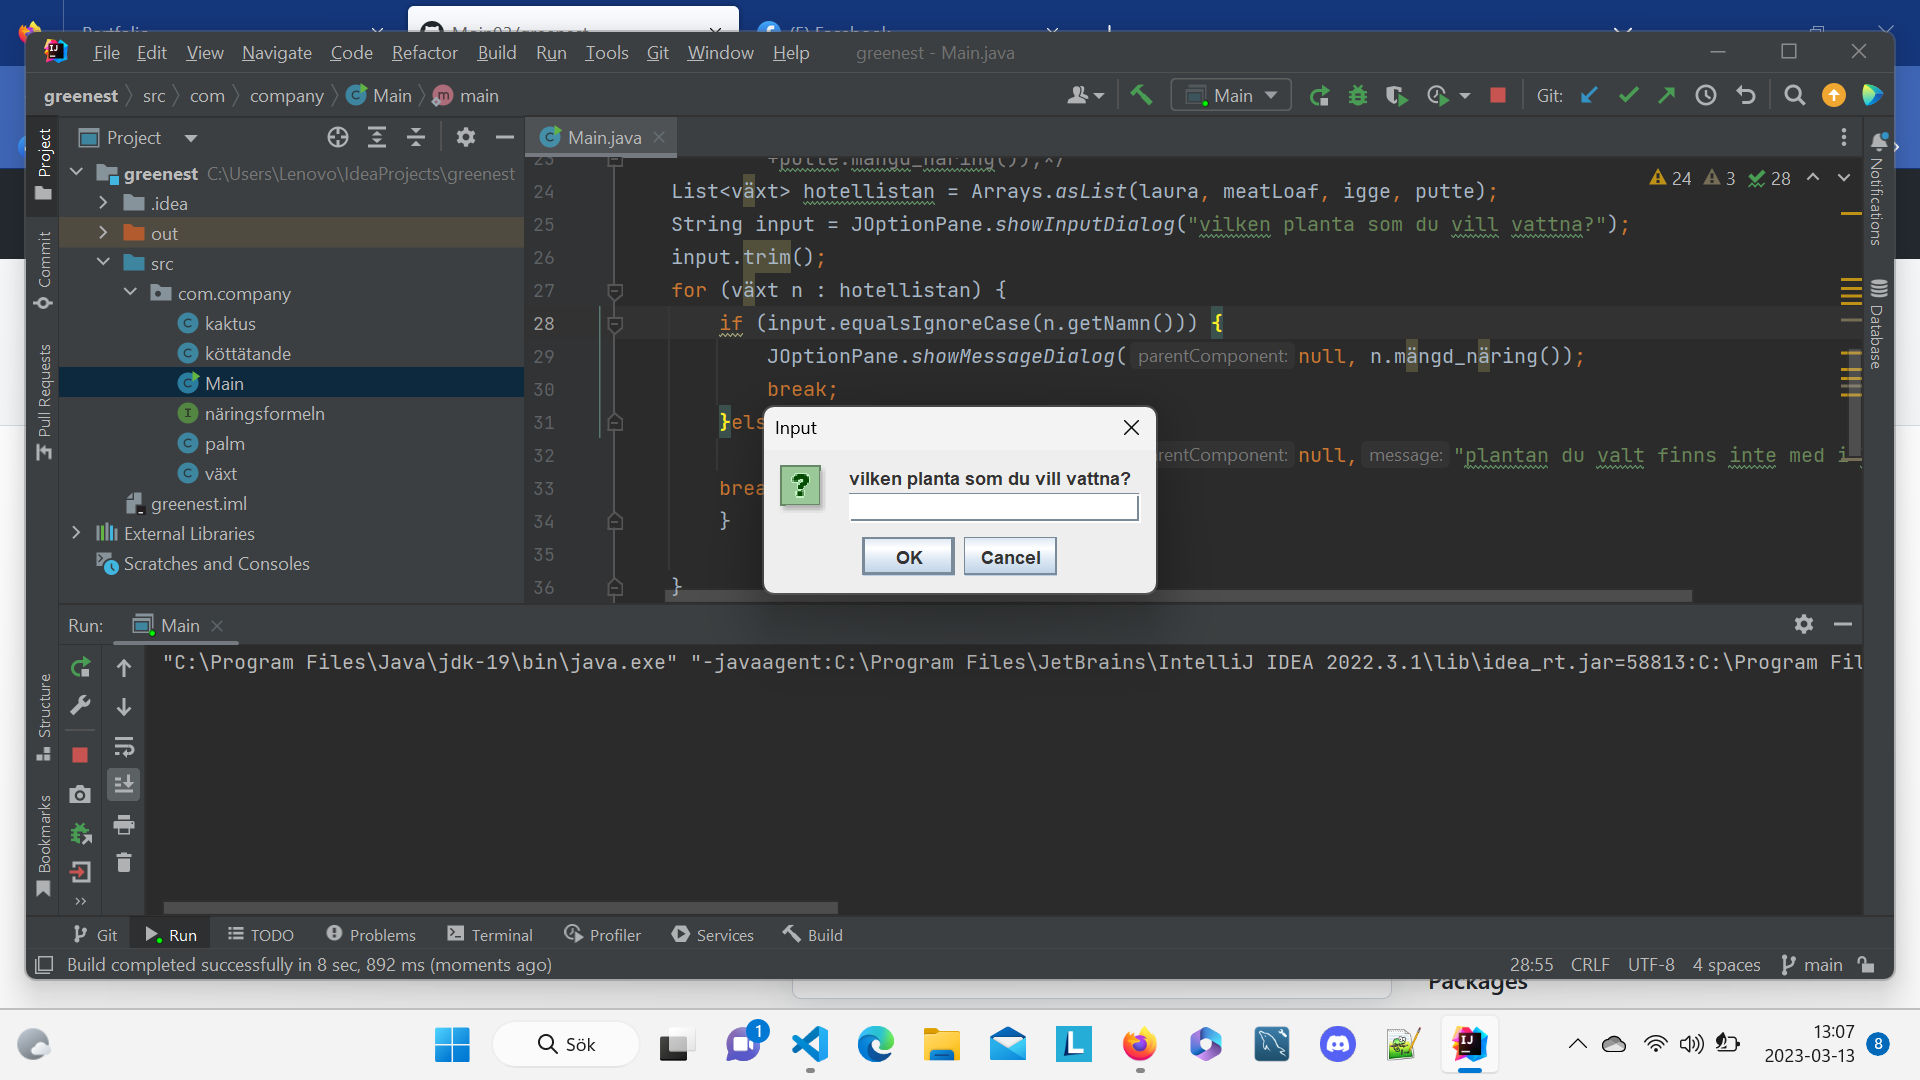 File Edit View Navigate Code Refactor Build Run Tools Git Window Help greenest - Main.java
greenest src com company Main main
Main
Git:
Project
Main.java
greenest C:\Users\Lenovo\IdeaProjects\greenest
.idea
out
src
com.company
kaktus
köttätande
Main
näringsformeln
palm
växt
greenest.iml
External Libraries
Scratches and Consoles
Project
Commit
Pull Requests
Structure
Bookmarks
Notifications
Database
24 3 28
23 +putte.mängd_näring());*/
24 List<växt> hotellistan = Arrays.asList(laura, meatLoaf, igge, putte);
25 String input = JOptionPane.showInputDialog("vilken planta som du vill vattna?");
26 input.trim();
27 for (växt n : hotellistan) {
28 if (input.equalsIgnoreCase(n.getNamn())) {
29 JOptionPane.showMessageDialog( parentComponent: null, n.mängd_näring());
30 break;
31 }els
32 rentComponent: null, message: "plantan du valt finns inte med i
33 brea
34 }
35
36 }
Input
vilken planta som du vill vattna?
OK Cancel
Run: Main
"C:\Program Files\Java\jdk-19\bin\java.exe" "-javaagent:C:\Program Files\JetBrains\IntelliJ IDEA 2022.3.1\lib\idea_rt.jar=58813:C:\Program Fil
Git Run TODO Problems Terminal Profiler Services Build
Build completed successfully in 8 sec, 892 ms (moments ago)
28:55 CRLF UTF-8 4 spaces main
Packages
Sök
1
13:07
2023-03-13
8